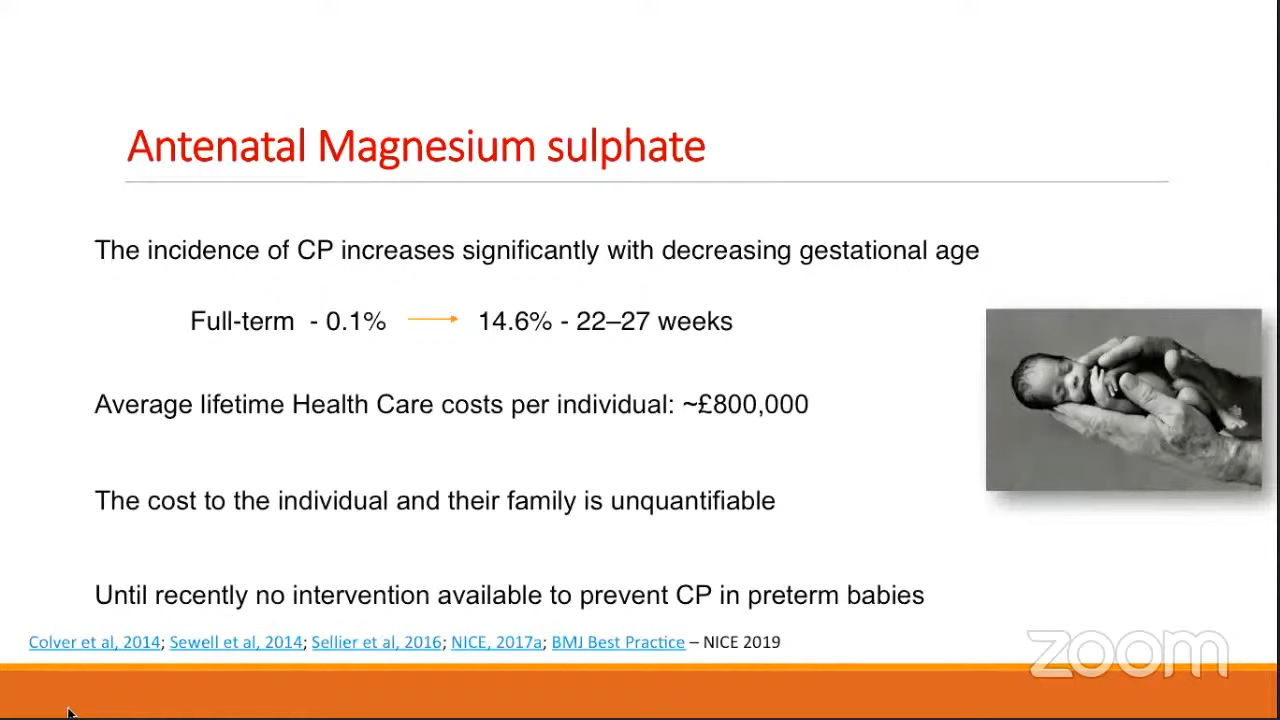 Antenatal Magnesium sulphate
The incidence of CP increases significantly with decreasing gestational age
Full-term - 0.1% → 14.6% - 22–27 weeks
Average lifetime Health Care costs per individual: ~£800,000
The cost to the individual and their family is unquantifiable
Until recently no intervention available to prevent CP in preterm babies
Colver et al, 2014; Sewell et al, 2014; Sellier et al, 2016; NICE, 2017a; BMJ Best Practice – NICE 2019
zoom